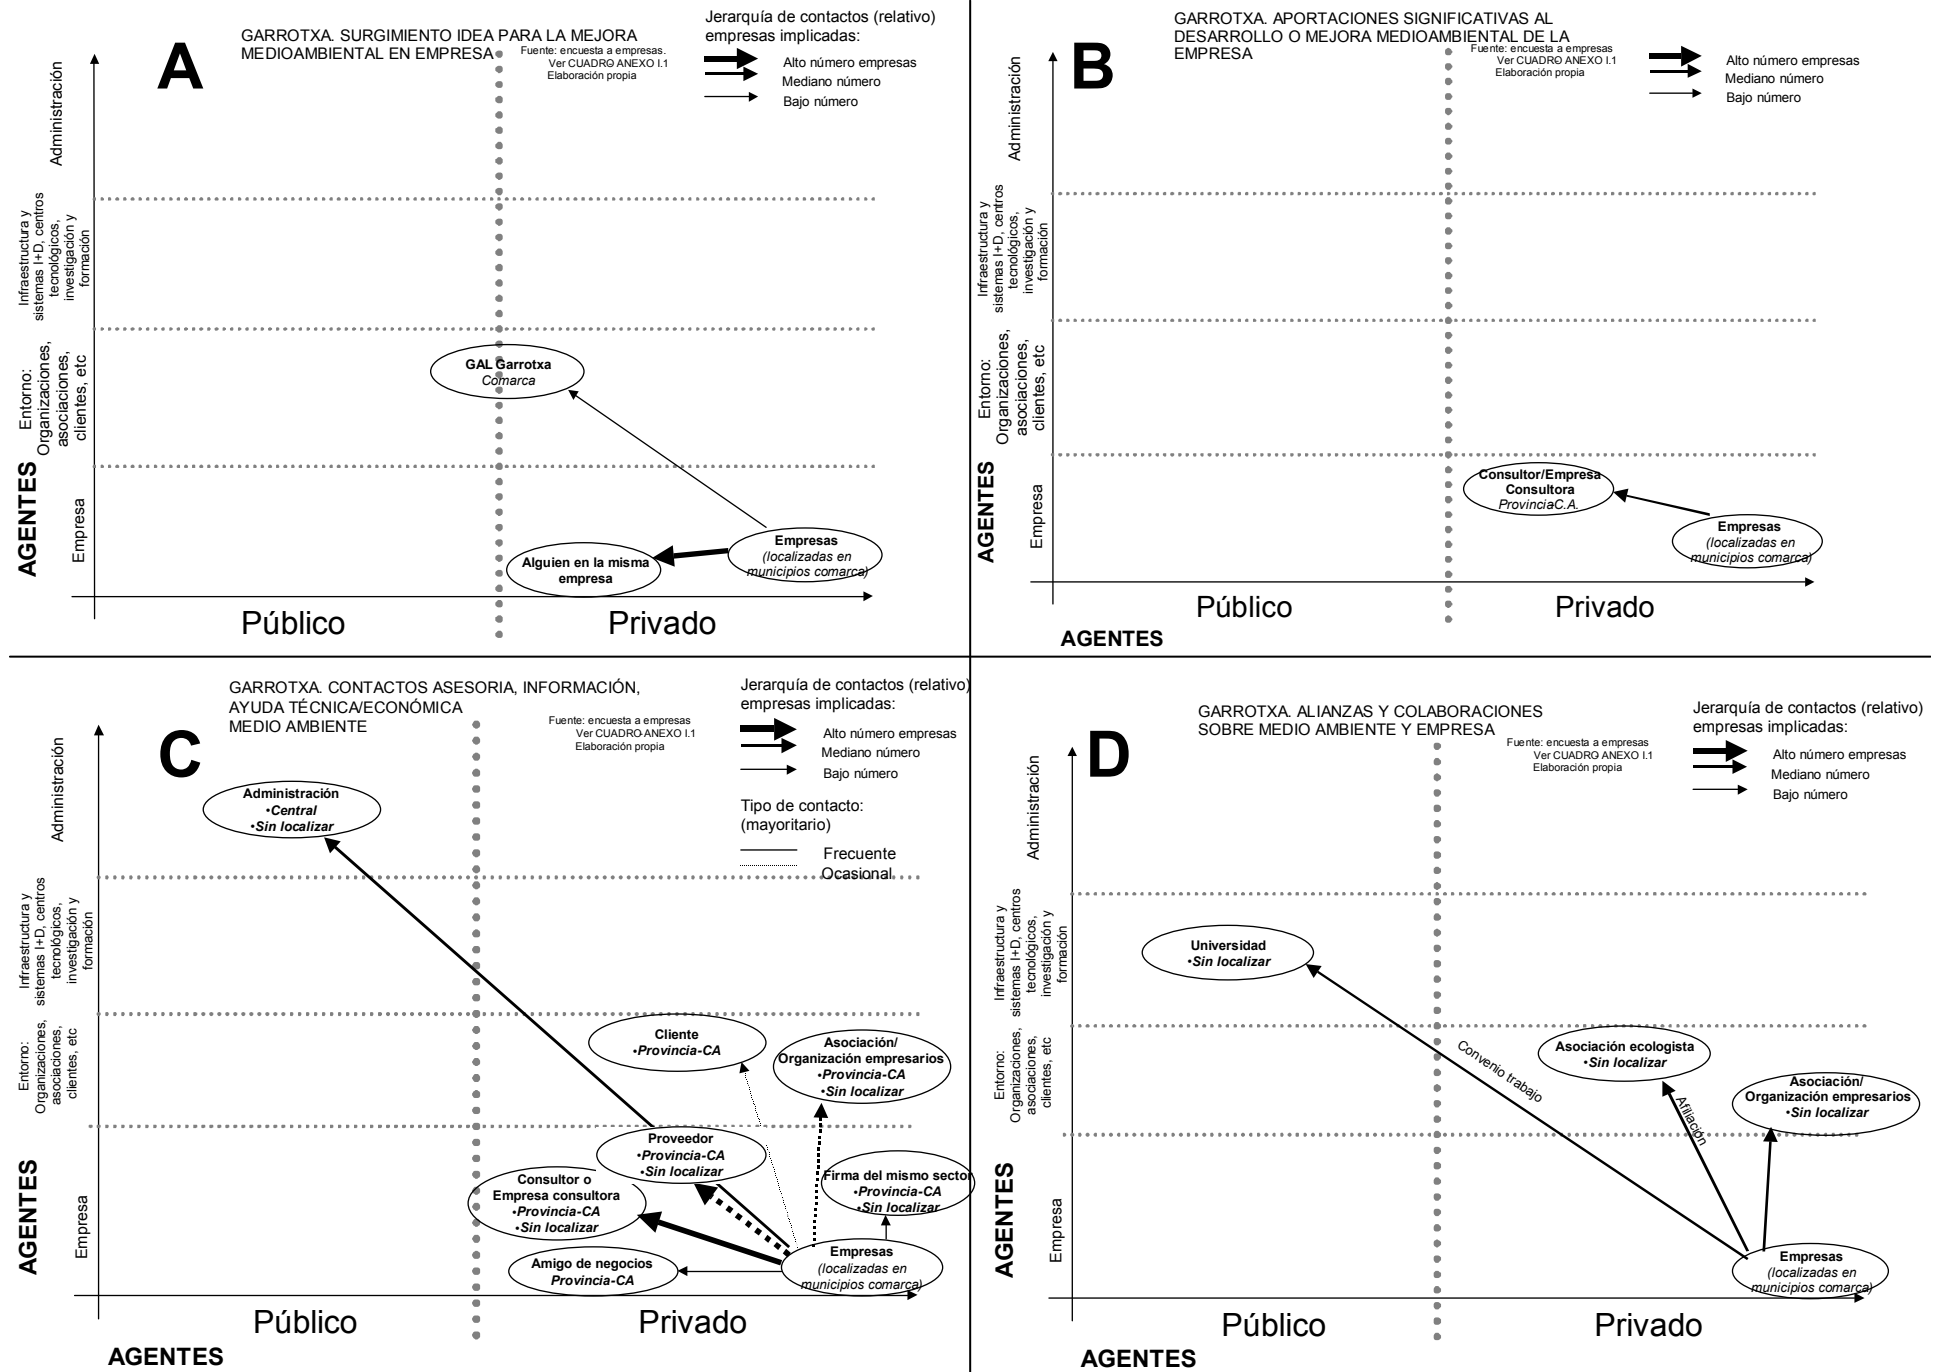 A
GARROTXA. SURGIMIENTO IDEA PARA LA MEJORA
MEDIOAMBIENTAL EN EMPRESA
Fuente: encuesta a empresas.
Ver CUADRO ANEXO I.1
Elaboración propia
Jerarquía de contactos (relativo)
empresas implicadas:
Alto número empresas
Mediano número
Bajo número
Administración
Infraestructura y
sistemas I+D, centros
tecnológicos,
investigación y
formación
Entorno:
Organizaciones,
asociaciones,
clientes, etc
Empresa
AGENTES
GAL Garrotxa
Comarca
Alguien en la misma
empresa
Empresas
(localizadas en
municipios comarca)
Público
Privado
B
GARROTXA. APORTACIONES SIGNIFICATIVAS AL
DESARROLLO O MEJORA MEDIOAMBIENTAL DE LA
EMPRESA
Fuente: encuesta a empresas
Ver CUADRO ANEXO I.1
Elaboración propia
Alto número empresas
Mediano número
Bajo número
Administración
Infraestructura y
sistemas I+D, centros
tecnológicos,
investigación y
formación
Entorno:
Organizaciones,
asociaciones,
clientes, etc
Empresa
AGENTES
Consultor/Empresa
Consultora
ProvinciaC.A.
Empresas
(localizadas en
municipios comarca)
Público
Privado
AGENTES
C
GARROTXA. CONTACTOS ASESORIA, INFORMACIÓN,
AYUDA TÉCNICA/ECONÓMICA
MEDIO AMBIENTE
Fuente: encuesta a empresas
Ver CUADRO ANEXO I.1
Elaboración propia
Jerarquía de contactos (relativo)
empresas implicadas:
Alto número empresas
Mediano número
Bajo número
Tipo de contacto:
(mayoritario)
Frecuente
Ocasional
Administración
Infraestructura y
sistemas I+D, centros
tecnológicos,
investigación y
formación
Entorno:
Organizaciones,
asociaciones,
clientes, etc
Empresa
AGENTES
Administración
•Central
•Sin localizar
Cliente
•Provincia-CA
Asociación/
Organización empresarios
•Provincia-CA
•Sin localizar
Proveedor
•Provincia-CA
•Sin localizar
Consultor o
Empresa consultora
•Provincia-CA
•Sin localizar
Firma del mismo sector
•Provincia-CA
•Sin localizar
Amigo de negocios
Provincia-CA
Empresas
(localizadas en
municipios comarca)
Público
Privado
AGENTES
D
GARROTXA. ALIANZAS Y COLABORACIONES
SOBRE MEDIO AMBIENTE Y EMPRESA
Fuente: encuesta a empresas
Ver CUADRO ANEXO I.1
Elaboración propia
Jerarquía de contactos (relativo)
empresas implicadas:
Alto número empresas
Mediano número
Bajo número
Administración
Infraestructura y
sistemas I+D, centros
tecnológicos,
investigación y
formación
Entorno:
Organizaciones,
asociaciones,
clientes, etc
Empresa
AGENTES
Universidad
•Sin localizar
Convenio trabajo
Asociación ecologista
•Sin localizar
Afiliación
Asociación/
Organización empresarios
•Sin localizar
Empresas
(localizadas en
municipios comarca)
Público
Privado
AGENTES